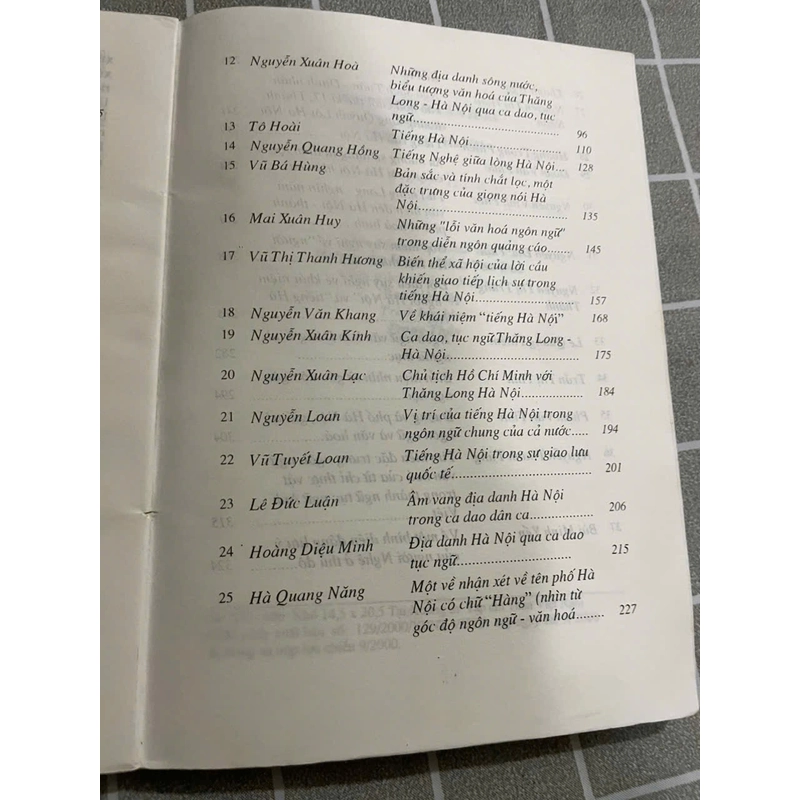 12 Nguyễn Xuân Hoà Những địa danh sông nước,
biểu tượng văn hoá của Thăng
Long - Hà Nội qua ca dao, tục
ngữ........................................ 96
13 Tô Hoài Tiếng Hà Nội........................ 110
14 Nguyễn Quang Hồng Tiếng Nghệ giữa lòng Hà Nội... 128
15 Vũ Bá Hùng Bản sắc và tính chắt lọc, một
đặc trưng của giọng nói Hà
Nội........................................ 135
16 Mai Xuân Huy Những "lỗi văn hoá ngôn ngữ"
trong diễn ngôn quảng cáo...... 145
17 Vũ Thị Thanh Hương Biến thể xã hội của lời cầu
khiến giao tiếp lịch sự trong
tiếng Hà Nội........................ 157
18 Nguyễn Văn Khang Về khái niệm “tiếng Hà Nội” 168
19 Nguyễn Xuân Kính Ca dao, tục ngữ Thăng Long -
Hà Nội................................ 175
20 Nguyễn Xuân Lạc Chủ tịch Hồ Chí Minh với
Thăng Long Hà Nội............... 184
21 Nguyễn Loan Vị trí của tiếng Hà Nội trong
ngôn ngữ chung của cả nước..... 194
22 Vũ Tuyết Loan Tiếng Hà Nội trong sự giao lưu
quốc tế................................ 201
23 Lê Đức Luận Âm vang địa danh Hà Nội
trong ca dao dân ca................ 206
24 Hoàng Diệu Minh Địa danh Hà Nội qua ca dao
tục ngữ................................ 215
25 Hà Quang Năng Một về nhận xét về tên phố Hà
Nội có chữ “Hàng” (nhìn từ
góc độ ngôn ngữ - văn hoá........ 227